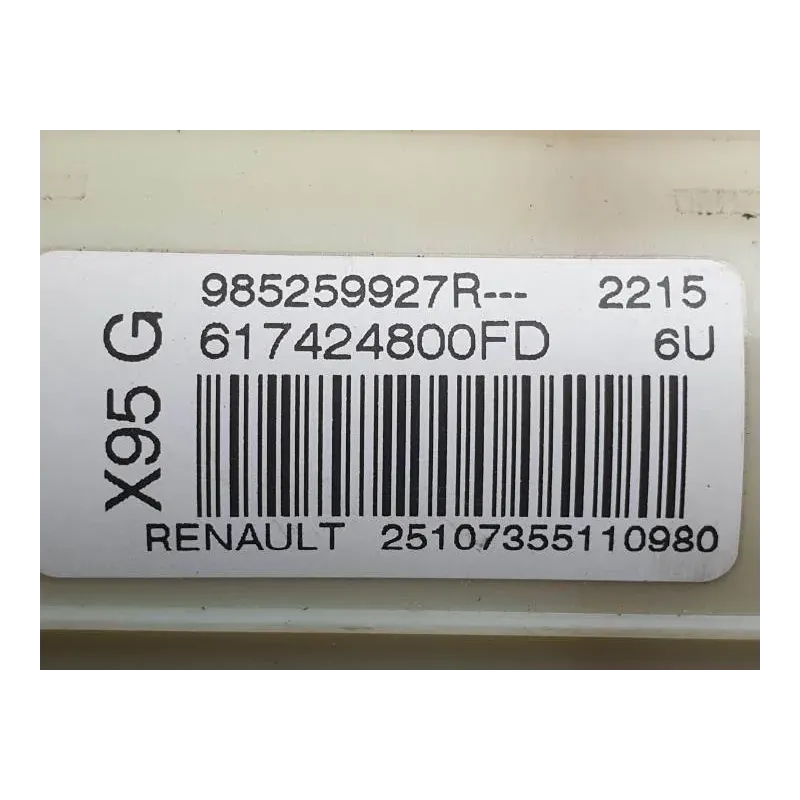 985259927R--- 2215
617424800FD 6U
X95 G
RENAULT 25107355110980